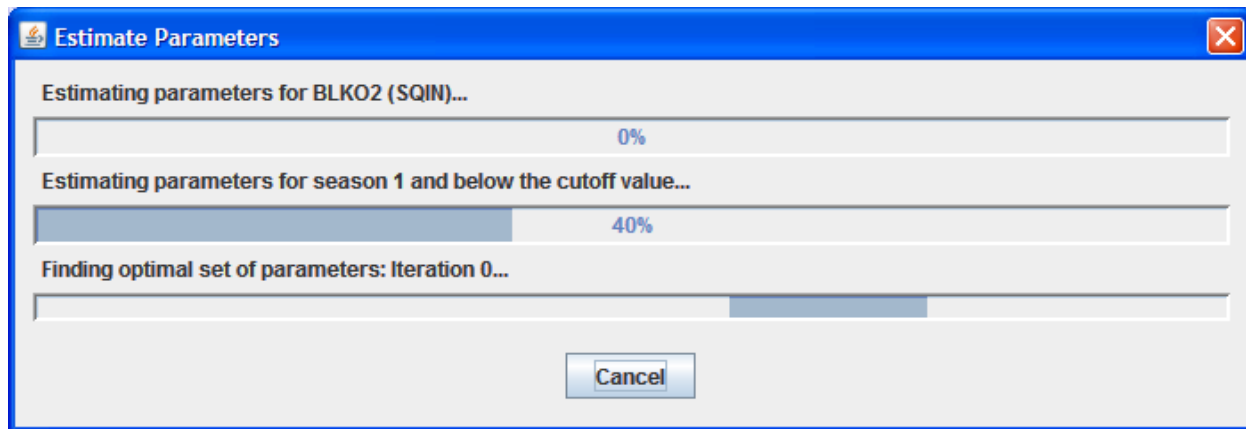 Estimate Parameters
Estimating parameters for BLKO2 (SQIN)...
0%
Estimating parameters for season 1 and below the cutoff value...
40%
Finding optimal set of parameters: Iteration 0...
Cancel